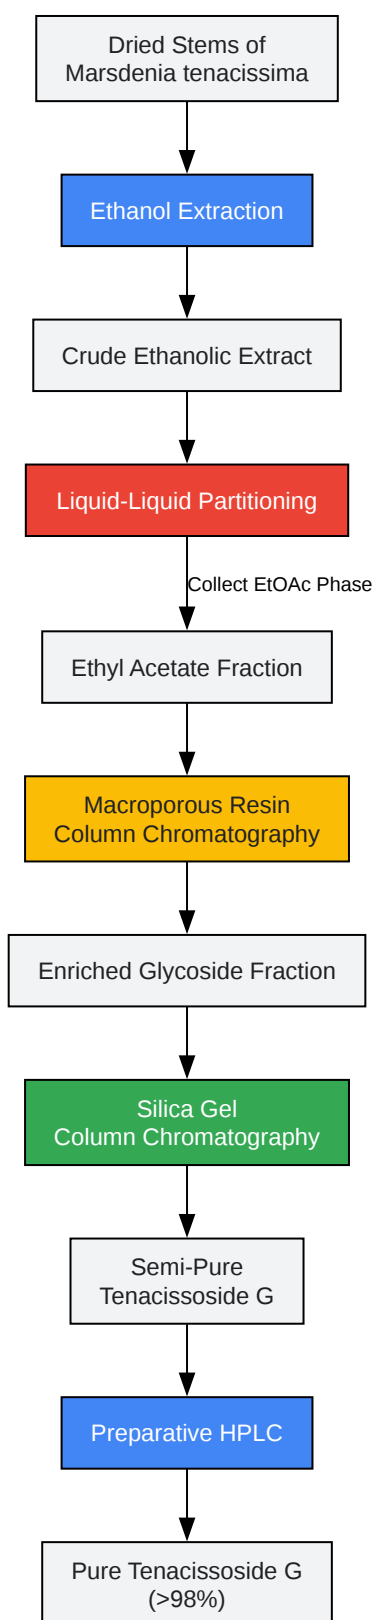 Dried Stems of
Marsdenia tenacissima
Ethanol Extraction
Crude Ethanolic Extract
Liquid-Liquid Partitioning
Collect EtOAc Phase
Ethyl Acetate Fraction
Macroporous Resin
Column Chromatography
Enriched Glycoside Fraction
Silica Gel
Column Chromatography
Semi-Pure
Tenacissoside G
Preparative HPLC
Pure Tenacissoside G
(>98%)